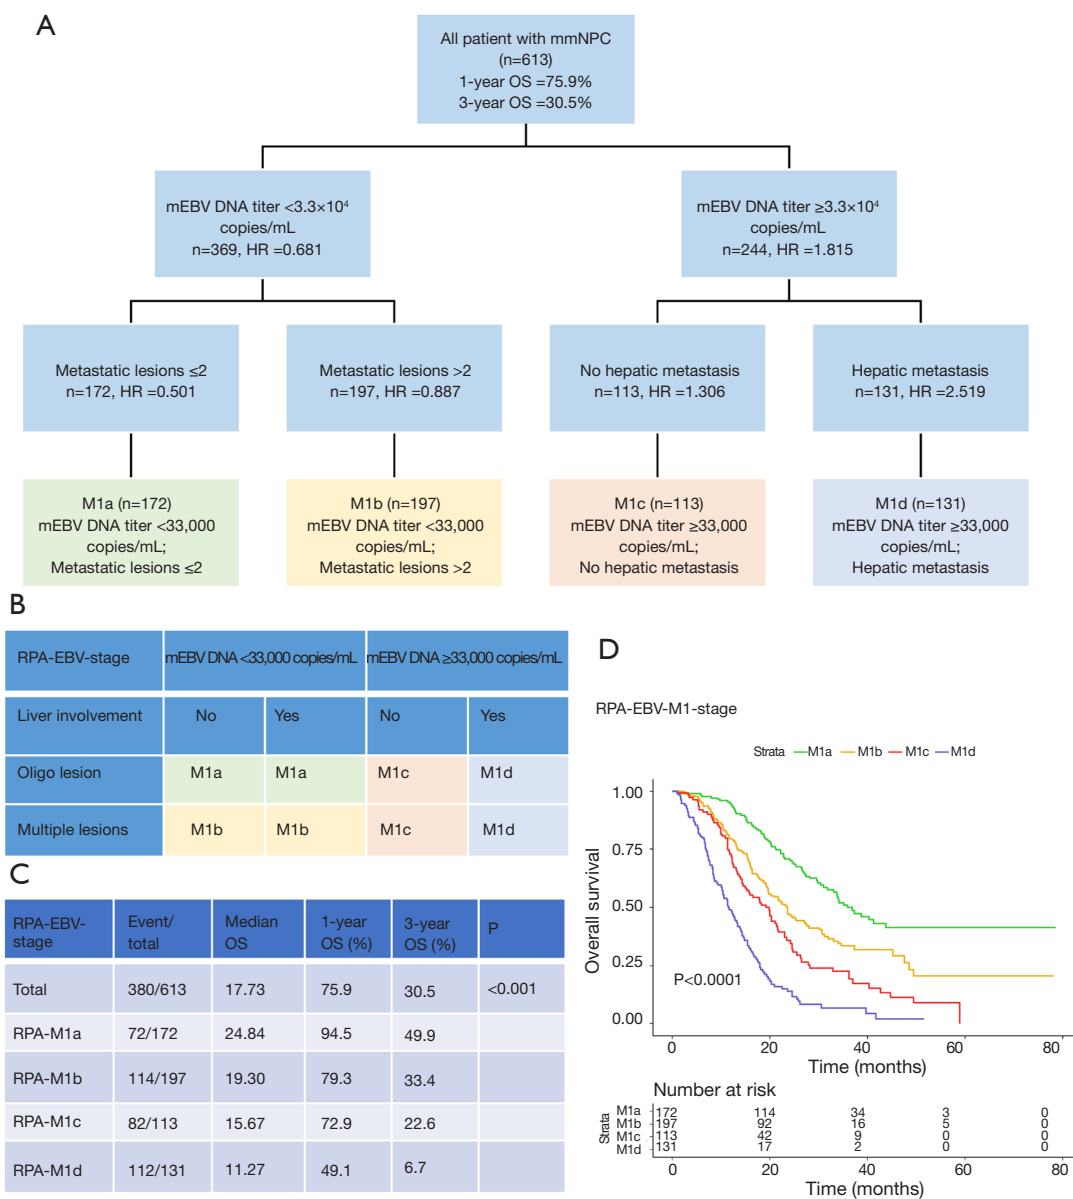 A
All patient with mmNPC
(n=613)
1-year OS =75.9%
3-year OS =30.5%
mEBV DNA titer <3.3×10⁴
copies/mL
n=369, HR =0.681
mEBV DNA titer ≥3.3×10⁴
copies/mL
n=244, HR =1.815
Metastatic lesions ≤2
n=172, HR =0.501
Metastatic lesions >2
n=197, HR =0.887
No hepatic metastasis
n=113, HR =1.306
Hepatic metastasis
n=131, HR =2.519
M1a (n=172)
mEBV DNA titer <33,000
copies/mL;
Metastatic lesions ≤2
M1b (n=197)
mEBV DNA titer <33,000
copies/mL;
Metastatic lesions >2
M1c (n=113)
mEBV DNA titer ≥33,000
copies/mL;
No hepatic metastasis
M1d (n=131)
mEBV DNA titer ≥33,000
copies/mL;
Hepatic metastasis
B
RPA-EBV-stage mEBV DNA <33,000 copies/mL mEBV DNA ≥33,000 copies/mL
Liver involvement No Yes No Yes
Oligo lesion M1a M1a M1c M1d
Multiple lesions M1b M1b M1c M1d
C
RPA-EBV-
stage
Event/
total
Median
OS
1-year
OS (%)
3-year
OS (%)
P
Total 380/613 17.73 75.9 30.5 <0.001
RPA-M1a 72/172 24.84 94.5 49.9
RPA-M1b 114/197 19.30 79.3 33.4
RPA-M1c 82/113 15.67 72.9 22.6
RPA-M1d 112/131 11.27 49.1 6.7
D
RPA-EBV-M1-stage
Strata M1a M1b M1c M1d
Overall survival
1.00
0.75
0.50
0.25
0.00
P<0.0001
0 20 40 60 80
Time (months)
Number at risk
Strata
M1a 172 114 34 3 0
M1b 197 92 16 5 0
M1c 113 42 9 0 0
M1d 131 17 2 0 0
0 20 40 60 80
Time (months)